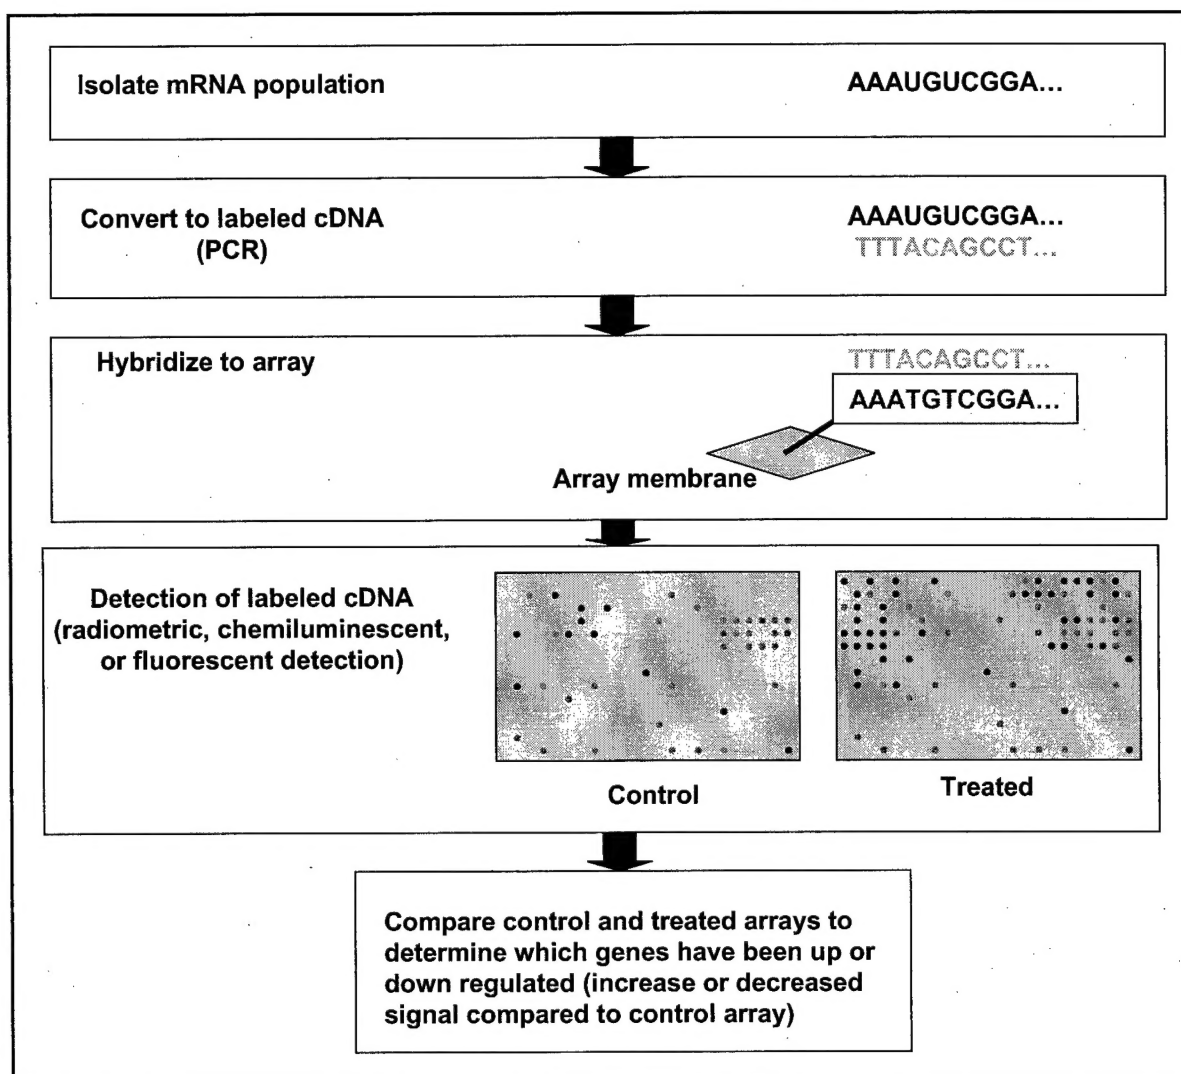 Isolate mRNA population
AAAUGUCGGA...
Convert to labeled cDNA
(PCR)
AAAUGUCGGA...
TTTACAGCCT...
Hybridize to array
TTTACAGCCT...
AAATGTCGGA...
Array membrane
Detection of labeled cDNA
(radiometric, chemiluminescent,
or fluorescent detection)
Control
Treated
Compare control and treated arrays to
determine which genes have been up or
down regulated (increase or decreased
signal compared to control array)